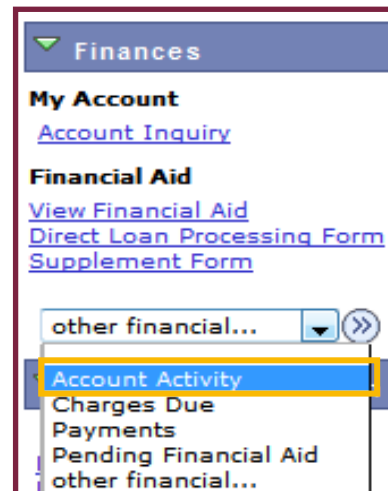 Finances
My Account
Account Inquiry
Financial Aid
View Financial Aid
Direct Loan Processing Form
Supplement Form
other financial...
Account Activity
Charges Due
Payments
Pending Financial Aid
other financial...